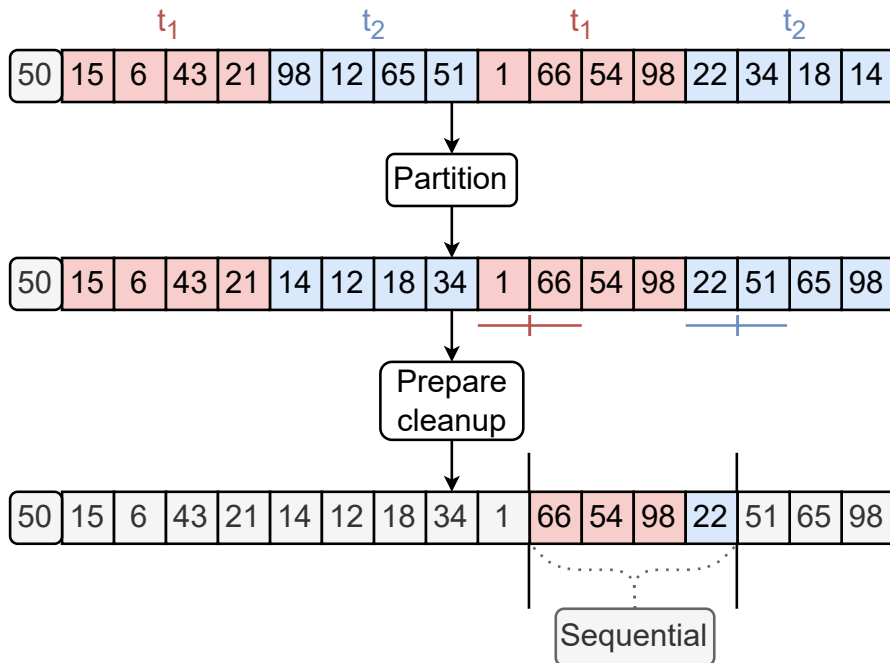 t1 t2 t1 t2
50 15 6 43 21 98 12 65 51 1 66 54 98 22 34 18 14
Partition
50 15 6 43 21 14 12 18 34 1 66 54 98 22 51 65 98
Prepare
cleanup
50 15 6 43 21 14 12 18 34 1 66 54 98 22 51 65 98
Sequential